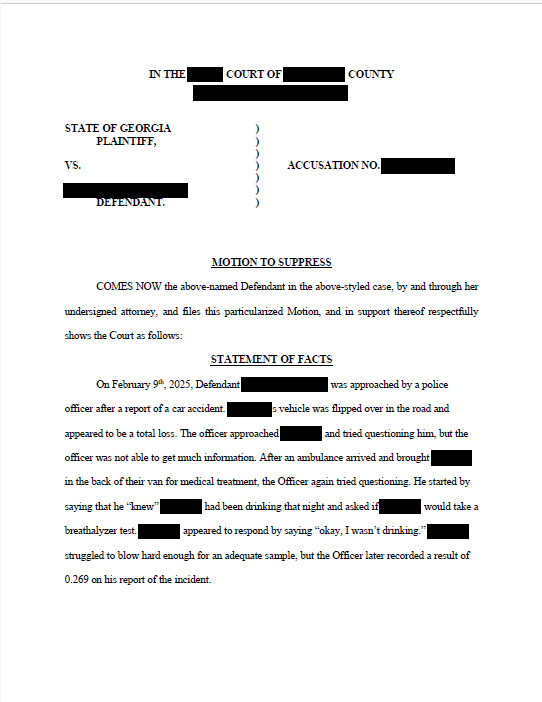 IN THE COURT OF COUNTY
STATE OF GEORGIA )
PLAINTIFF, )
)
VS. ) ACCUSATION NO.
)
)
DEFENDANT. )
MOTION TO SUPPRESS
COMES NOW the above-named Defendant in the above-styled case, by and through her
undersigned attorney, and files this particularized Motion, and in support thereof respectfully
shows the Court as follows:
STATEMENT OF FACTS
On February 9th, 2025, Defendant was approached by a police
officer after a report of a car accident. s vehicle was flipped over in the road and
appeared to be a total loss. The officer approached and tried questioning him, but the
officer was not able to get much information. After an ambulance arrived and brought
in the back of their van for medical treatment, the Officer again tried questioning. He started by
saying that he “knew” had been drinking that night and asked if would take a
breathalyzer test. appeared to respond by saying “okay, I wasn’t drinking.”
struggled to blow hard enough for an adequate sample, but the Officer later recorded a result of
0.269 on his report of the incident.